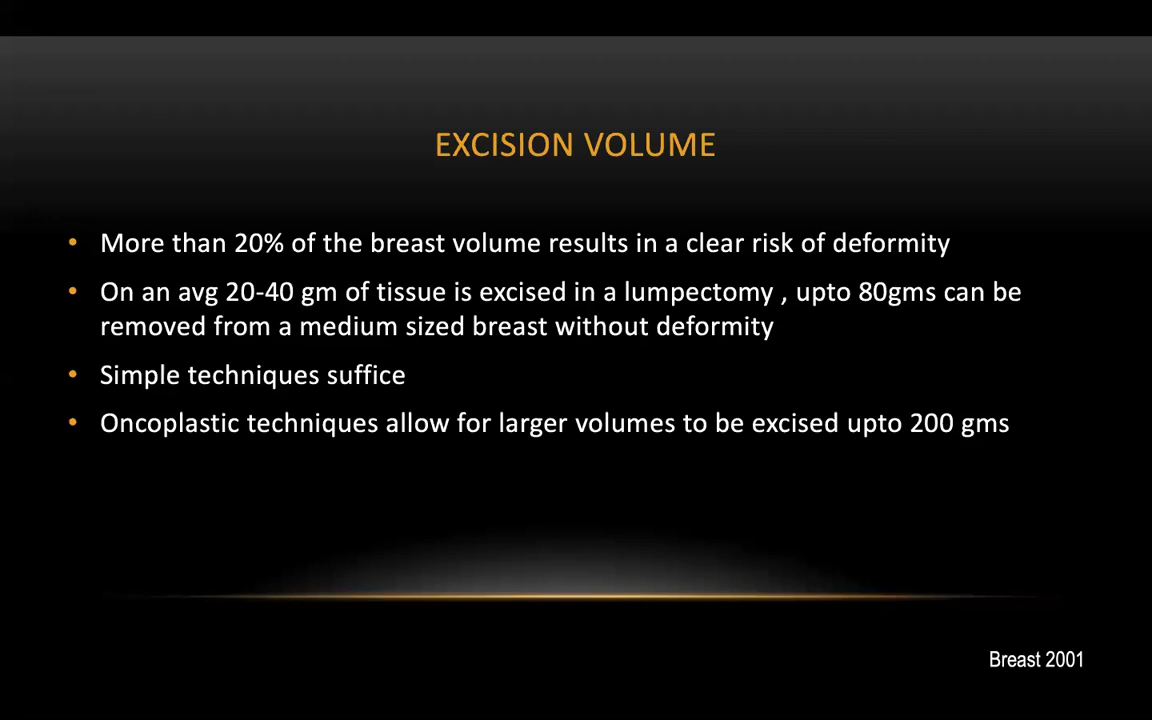 EXCISION VOLUME
• More than 20% of the breast volume results in a clear risk of deformity
• On an avg 20-40 gm of tissue is excised in a lumpectomy , upto 80gms can be
removed from a medium sized breast without deformity
• Simple techniques suffice
• Oncoplastic techniques allow for larger volumes to be excised upto 200 gms
Breast 2001